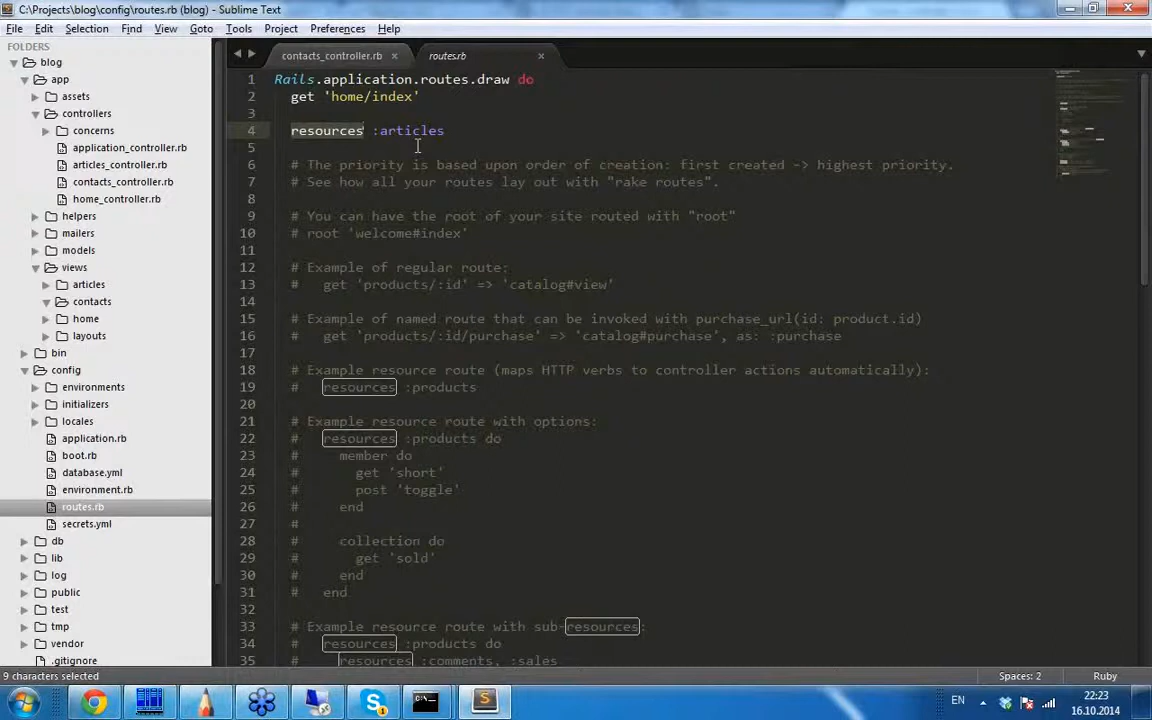 C:\Projects\blog\config\routes.rb (blog) - Sublime Text
File Edit Selection Find View Goto Tools Project Preferences Help
FOLDERS
blog
app
assets
controllers
concerns
application_controller.rb
articles_controller.rb
contacts_controller.rb
home_controller.rb
helpers
mailers
models
views
articles
contacts
home
layouts
bin
config
environments
initializers
locales
application.rb
boot.rb
database.yml
environment.rb
routes.rb
secrets.yml
db
lib
log
public
test
tmp
vendor
.gitignore
contacts_controller.rb × routes.rb ×
1 Rails.application.routes.draw do
2 get 'home/index'
3
4 resources :articles
5
6 # The priority is based upon order of creation: first created -> highest priority.
7 # See how all your routes lay out with "rake routes".
8
9 # You can have the root of your site routed with "root"
10 # root 'welcome#index'
11
12 # Example of regular route:
13 # get 'products/:id' => 'catalog#view'
14
15 # Example of named route that can be invoked with purchase_url(id: product.id)
16 # get 'products/:id/purchase' => 'catalog#purchase', as: :purchase
17
18 # Example resource route (maps HTTP verbs to controller actions automatically):
19 # resources :products
20
21 # Example resource route with options:
22 # resources :products do
23 # member do
24 # get 'short'
25 # post 'toggle'
26 # end
27 #
28 # collection do
29 # get 'sold'
30 # end
31 # end
32
33 # Example resource route with sub-resources:
34 # resources :products do
35 # resources :comments, :sales
9 characters selected
Spaces: 2 Ruby
EN
22:23
16.10.2014